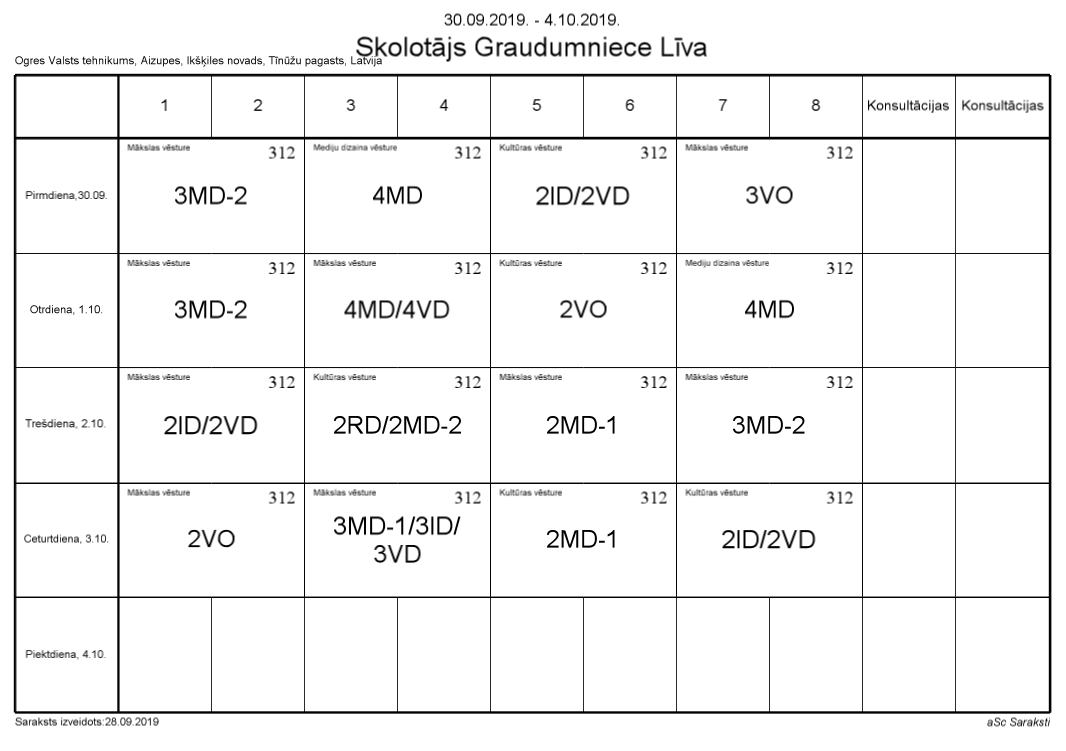 30.09.2019. - 4.10.2019.
Skolotājs Graudumniece Līva
Ogres Valsts tehnikums, Aizupes, Ikšķiles novads, Tīnūžu pagasts, Latvija
1 2 3 4 5 6 7 8 Konsultācijas Konsultācijas
Mākslas vēsture 312 Mediju dizaina vēsture 312 Kultūras vēsture 312 Mākslas vēsture 312
Pirmdiena,30.09. 3MD-2 4MD 2ID/2VD 3VO
Mākslas vēsture 312 Mākslas vēsture 312 Kultūras vēsture 312 Mediju dizaina vēsture 312
Otrdiena, 1.10. 3MD-2 4MD/4VD 2VO 4MD
Mākslas vēsture 312 Kultūras vēsture 312 Mākslas vēsture 312 Mākslas vēsture 312
Trešdiena, 2.10. 2ID/2VD 2RD/2MD-2 2MD-1 3MD-2
Mākslas vēsture 312 Mākslas vēsture 312 Kultūras vēsture 312 Kultūras vēsture 312
Ceturtdiena, 3.10. 2VO 3MD-1/3ID/ 2MD-1 2ID/2VD
3VD
Piektdiena, 4.10.
Saraksts izveidots:28.09.2019 aSc Saraksti